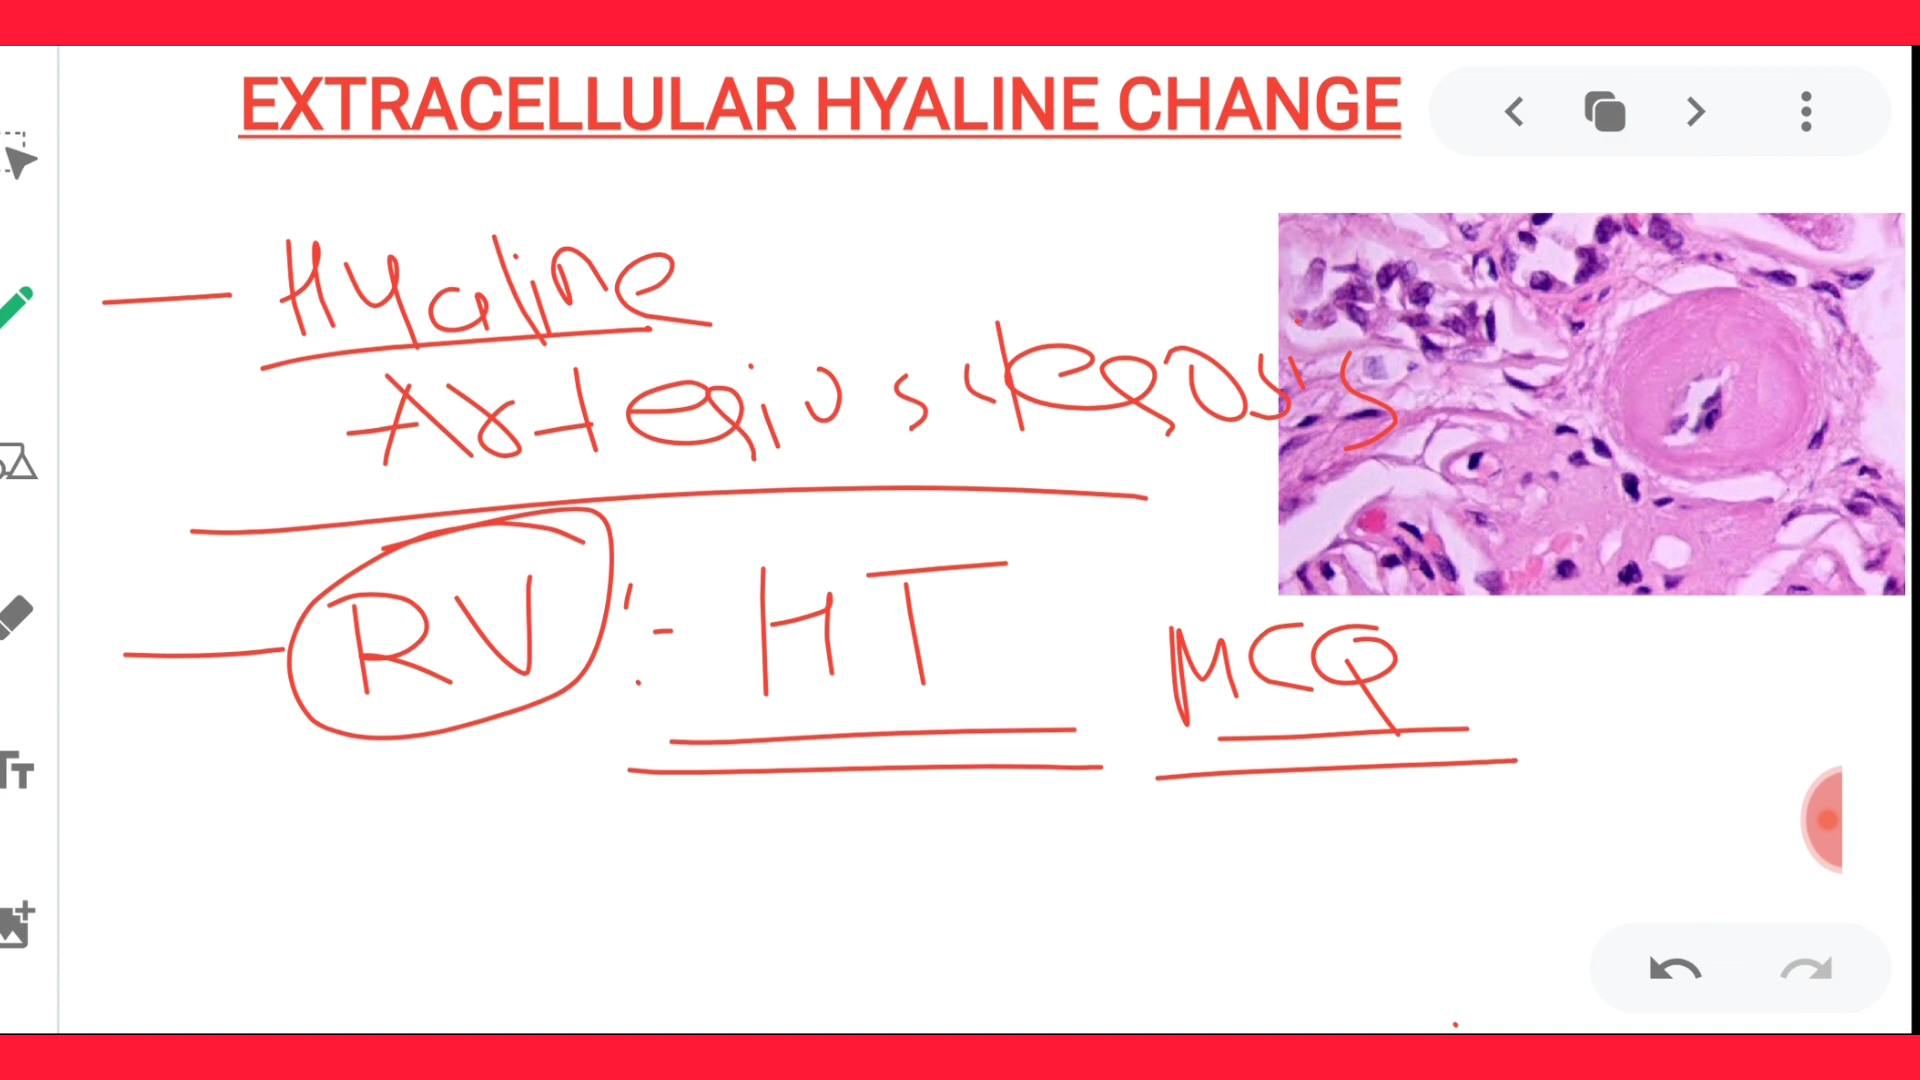 EXTRACELLULAR HYALINE CHANGE
- Hyaline
Arteriosclerosis
- RV :- HT
MCQ